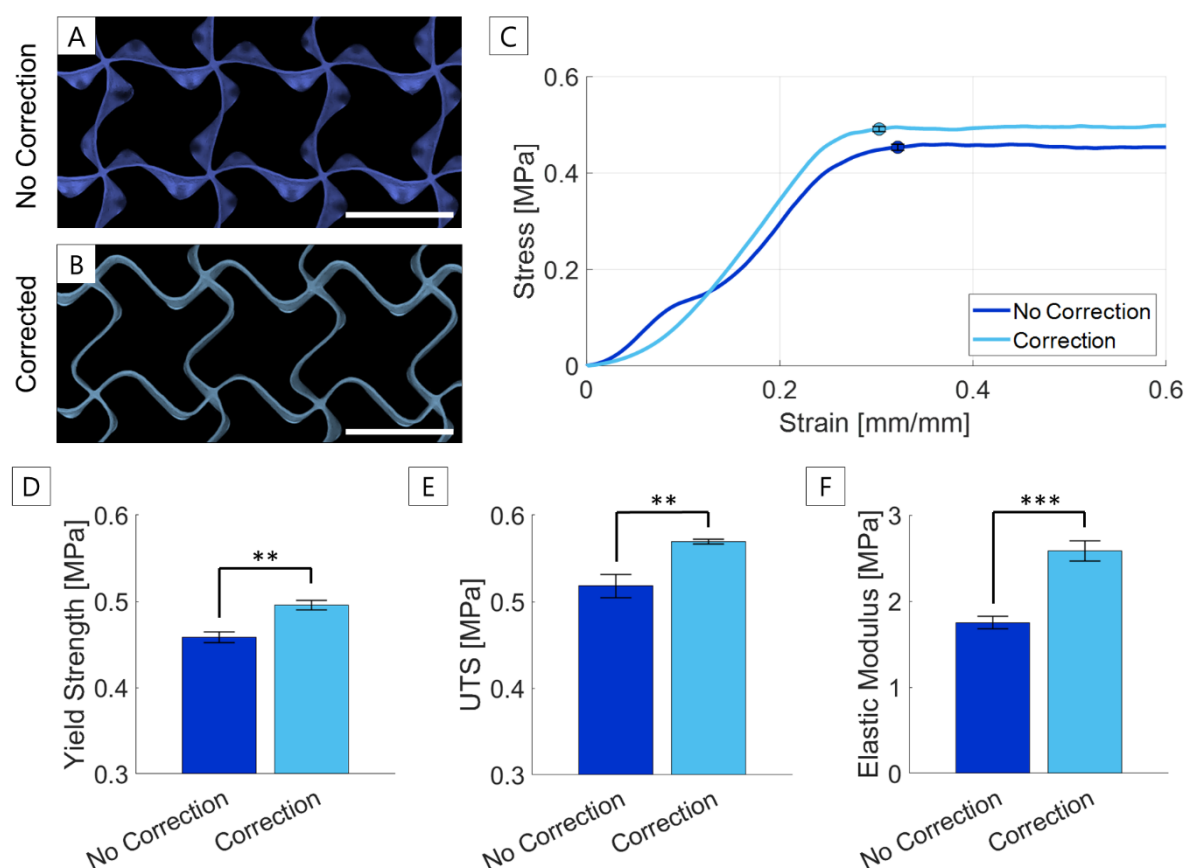 No Correction
A
Corrected
B
C
Stress [MPa]
0.6
0.4
0.2
0
0
0.2
0.4
0.6
Strain [mm/mm]
No Correction
Correction
D
Yield Strength [MPa]
0.6
0.5
0.4
0.3
**
No Correction
Correction
E
UTS [MPa]
0.6
0.5
0.4
0.3
**
No Correction
Correction
F
Elastic Modulus [MPa]
3
2
1
0
***
No Correction
Correction